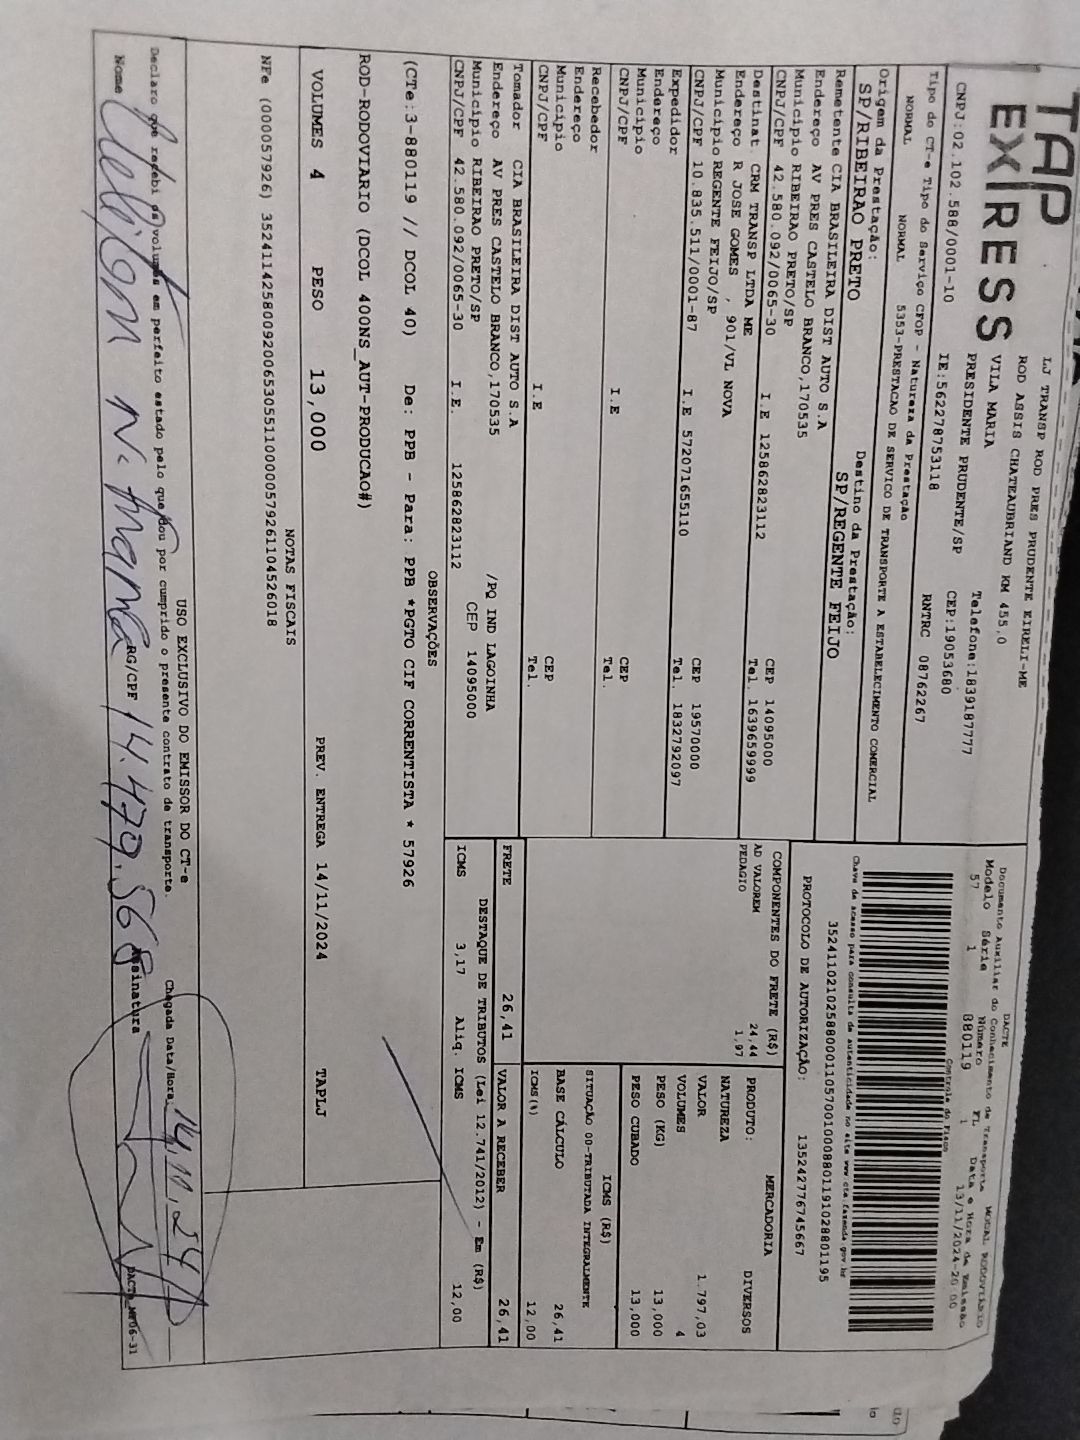 TAP
EXPRESS
LJ TRANSP ROD PRES PRUDENTE EIRELI-ME
ROD ASSIS CHATEAUBRIAND KM 455,0
VILA MARIA
PRESIDENTE PRUDENTE/SP
Telefone:1839187777
CEP:19053680
CNPJ:02.102.588/0001-10
IE:562278753118
RNTRC 08762267
Tipo do CT-e Tipo do Serviço CFOP - Natureza da Prestação
NORMAL NORMAL 5353-PRESTACAO DE SERVICO DE TRANSPORTE A ESTABELECIMENTO COMERCIAL
Origem da Prestação: Destino da Prestação:
SP/RIBEIRAO PRETO SP/REGENTE FEIJO
Remetente CIA BRASILEIRA DIST AUTO S.A
Endereço AV PRES CASTELO BRANCO,170535
Municipio RIBEIRAO PRETO/SP CEP 14095000
CNPJ/CPF 42.580.092/0065-30 I.E 125862823112 Tel. 1639659999
Destinat CRM TRANSP LTDA ME
Endereço R JOSE GOMES , 901/VL NOVA
Municipio REGENTE FEIJO/SP CEP 19570000
CNPJ/CPF 10.835.511/0001-87 I.E 572071655110 Tel. 1832792097
Expedidor
Endereço
Municipio CEP
CNPJ/CPF I.E Tel.
Recebedor
Endereço
Municipio CEP
CNPJ/CPF I.E Tel.
Tomador CIA BRASILEIRA DIST AUTO S.A
Endereço AV PRES CASTELO BRANCO,170535 /PQ IND LAGOINHA
Municipio RIBEIRAO PRETO/SP CEP 14095000
CNPJ/CPF 42.580.092/0065-30 I.E. 125862823112
DACTE
Documento Auxiliar do Conhecimento de Transporte MODAL RODOVIÁRIO
Modelo Série Número FL Data e Hora de Emissão
57 1 880119 1 13/11/2024-20:00
Controle do Fisco
Chave de acesso para consulta de autenticidade no site www.cte.fazenda.gov.br
35241102102588000110570010008801191028801195
PROTOCOLO DE AUTORIZAÇÃO: 135242776745667
COMPONENTES DO FRETE (R$)
AD VALOREM 24,44
PEDAGIO 1,97
MERCADORIA
PRODUTO: DIVERSOS
NATUREZA
VALOR 1.797,03
VOLUMES 4
PESO (KG) 13,000
PESO CUBADO 13,000
ICMS (R$)
SITUAÇÃO 00-TRIBUTADA INTEGRALMENTE
BASE CÁLCULO 26,41
ICMS(%) 12,00
FRETE 26,41 VALOR A RECEBER 26,41
DESTAQUE DE TRIBUTOS (Lei 12.741/2012) - Em (R$)
ICMS 3,17 Aliq. ICMS 12,00
OBSERVAÇÕES
(CTe:3-880119 // DCOL 40) De: PPB - Para: PPB *PGTO CIF CORRENTISTA * 57926
ROD-RODOVIARIO (DCOL 40ONS_AUT-PRODUCAO#)
VOLUMES 4 PESO 13,000 PREV. ENTREGA 14/11/2024 TAPLJ
NOTAS FISCAIS
NFe (000057926) 35241142580092006530551100000579261104526018
USO EXCLUSIVO DO EMISSOR DO CT-e
Declaro que recebi os volumes em perfeito estado pelo que dou por cumprido o presente contrato de transporte. Chegada Data/Hora
Nome RG/CPF 14.479.568 Assinatura